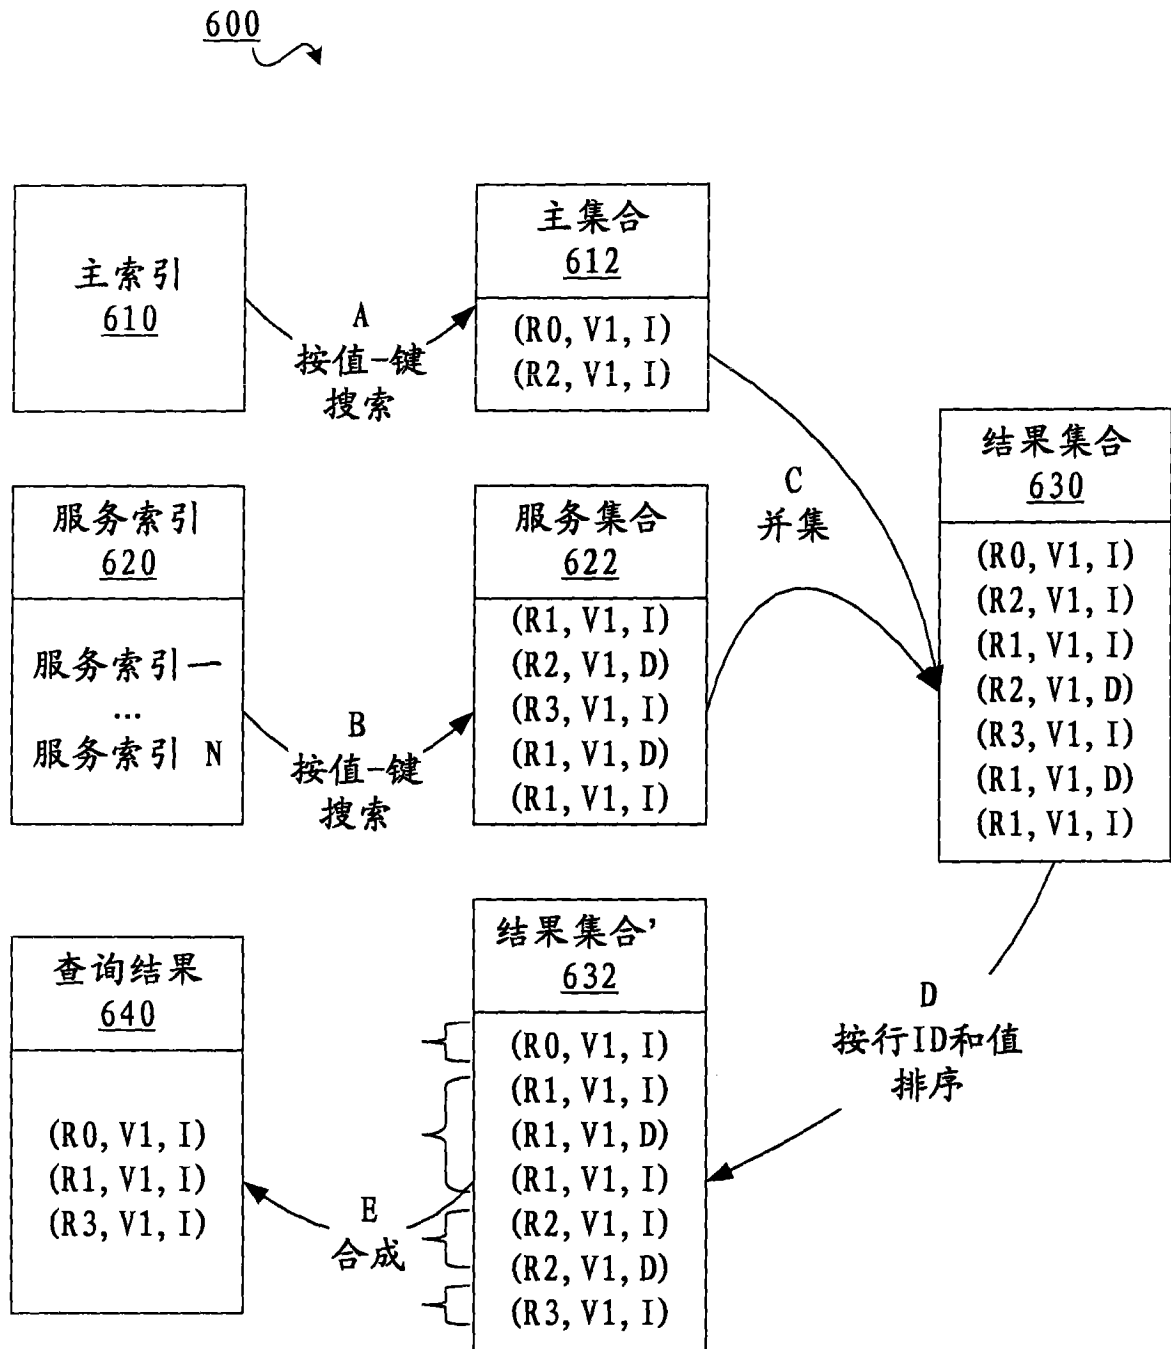 600
主索引
610
A
按值-键
搜索
主集合
612
(R0, V1, I)
(R2, V1, I)
服务索引
620
服务索引一
...
服务索引 N
B
按值-键
搜索
服务集合
622
(R1, V1, I)
(R2, V1, D)
(R3, V1, I)
(R1, V1, D)
(R1, V1, I)
C
并集
结果集合
630
(R0, V1, I)
(R2, V1, I)
(R1, V1, I)
(R2, V1, D)
(R3, V1, I)
(R1, V1, D)
(R1, V1, I)
D
按行ID和值
排序
结果集合’
632
(R0, V1, I)
(R1, V1, I)
(R1, V1, D)
(R1, V1, I)
(R2, V1, I)
(R2, V1, D)
(R3, V1, I)
E
合成
查询结果
640
(R0, V1, I)
(R1, V1, I)
(R3, V1, I)